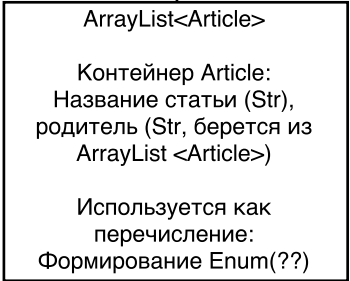 ArrayList<Article>
Контейнер Article:
Название статьи (Str),
родитель (Str, берется из
ArrayList <Article>)
Используется как
перечисление:
Формирование Enum(??)